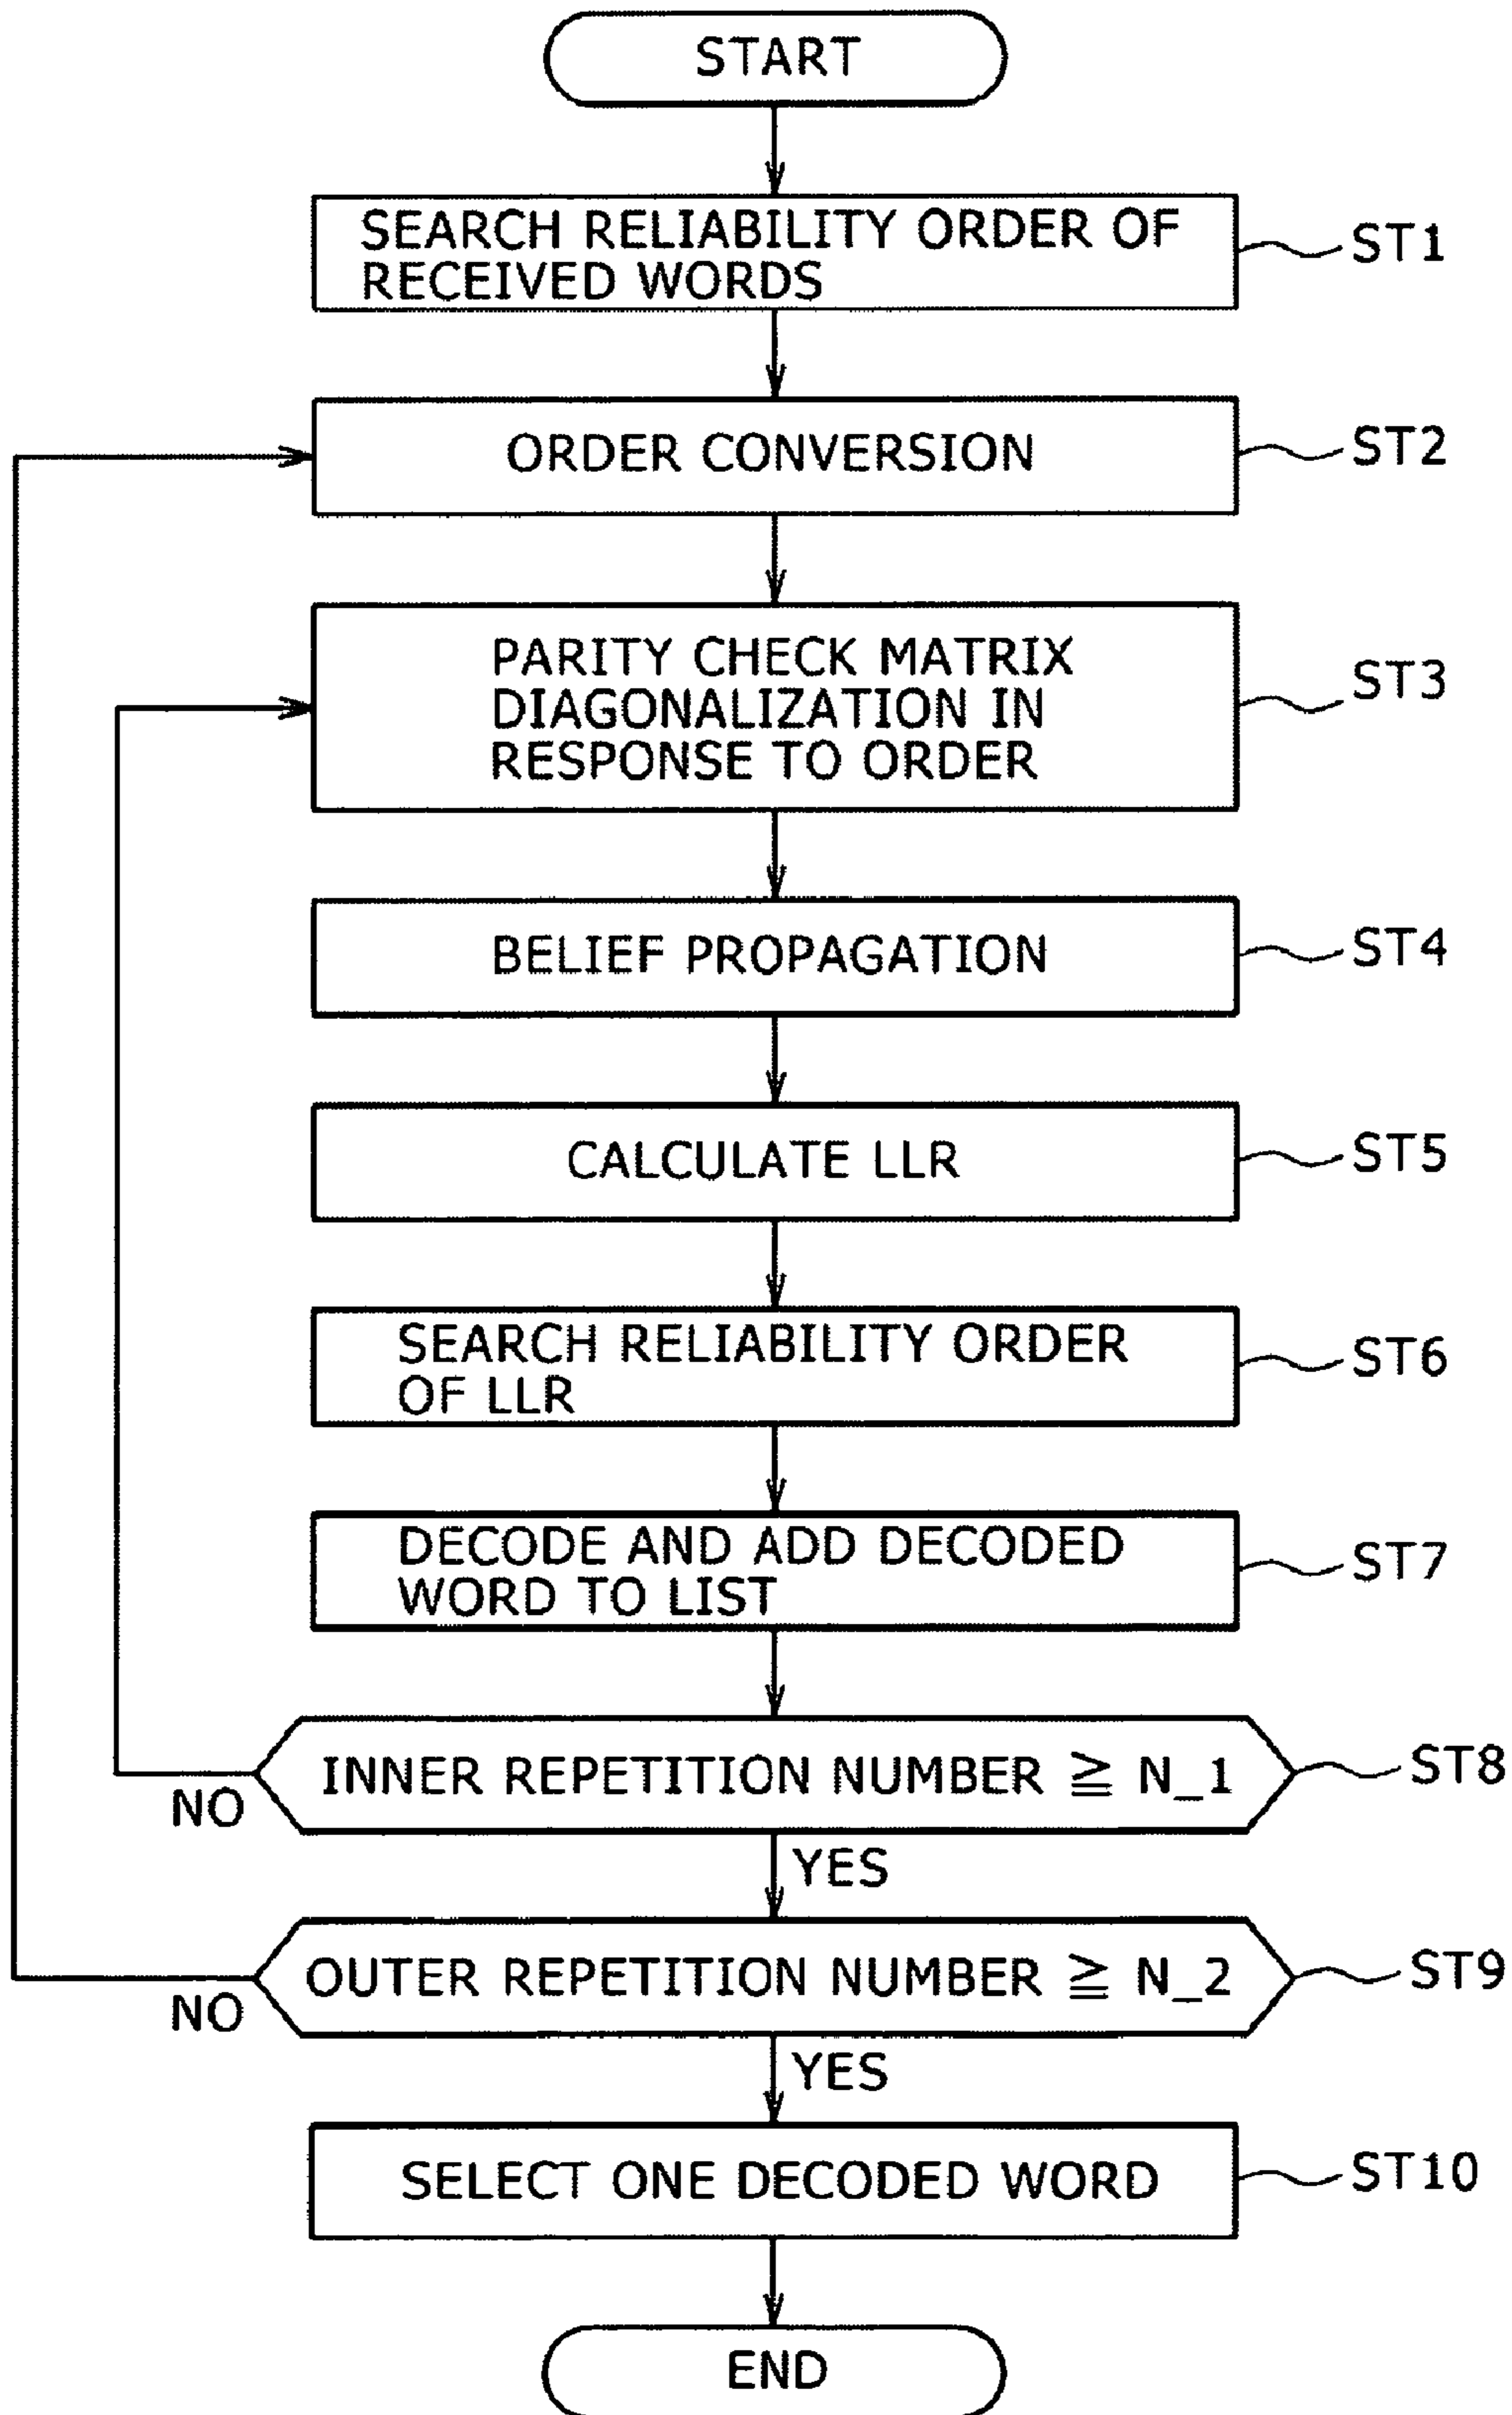 START
SEARCH RELIABILITY ORDER OF
RECEIVED WORDS
ST1
ORDER CONVERSION
ST2
PARITY CHECK MATRIX
DIAGONALIZATION IN
RESPONSE TO ORDER
ST3
BELIEF PROPAGATION
ST4
CALCULATE LLR
ST5
SEARCH RELIABILITY ORDER
OF LLR
ST6
DECODE AND ADD DECODED
WORD TO LIST
ST7
INNER REPETITION NUMBER ≧ N_1
ST8
NO
YES
OUTER REPETITION NUMBER ≧ N_2
ST9
NO
YES
SELECT ONE DECODED WORD
ST10
END